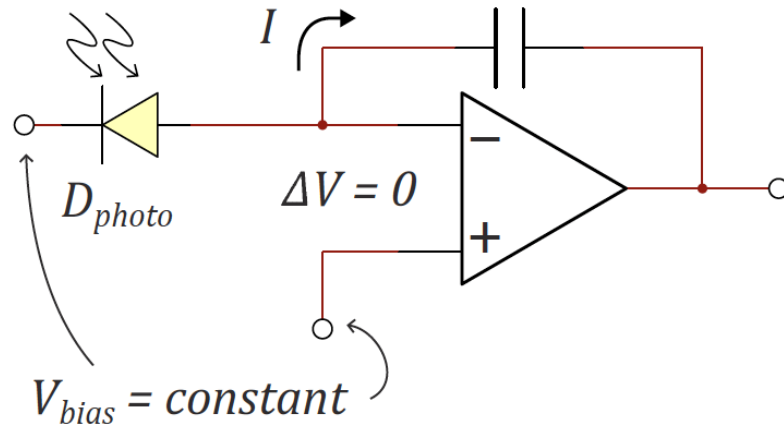 I
−
D_photo
ΔV = 0
+
V_bias = constant